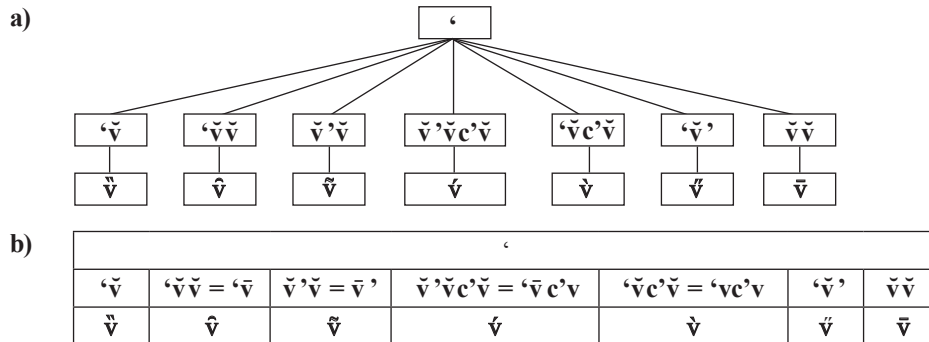 a)
‘
‘v̆ ‘v̆v̆ v̆’v̆ v̆’v̆c’v̆ ‘v̆c’v̆ ‘v̆’ v̆v̆
v̏ v̑ ṽ̆ v́ v̀ v̋ v̄
b)
‘
‘v̆ ‘v̆v̆ = ‘v̄ v̆’v̆ = v̄’ v̆’v̆c’v̆ = ‘v̄c’v ‘v̆c’v̆ = ‘vc’v ‘v̆’ v̆v̆
v̏ v̑ ṽ̆ v́ v̀ v̋ v̄